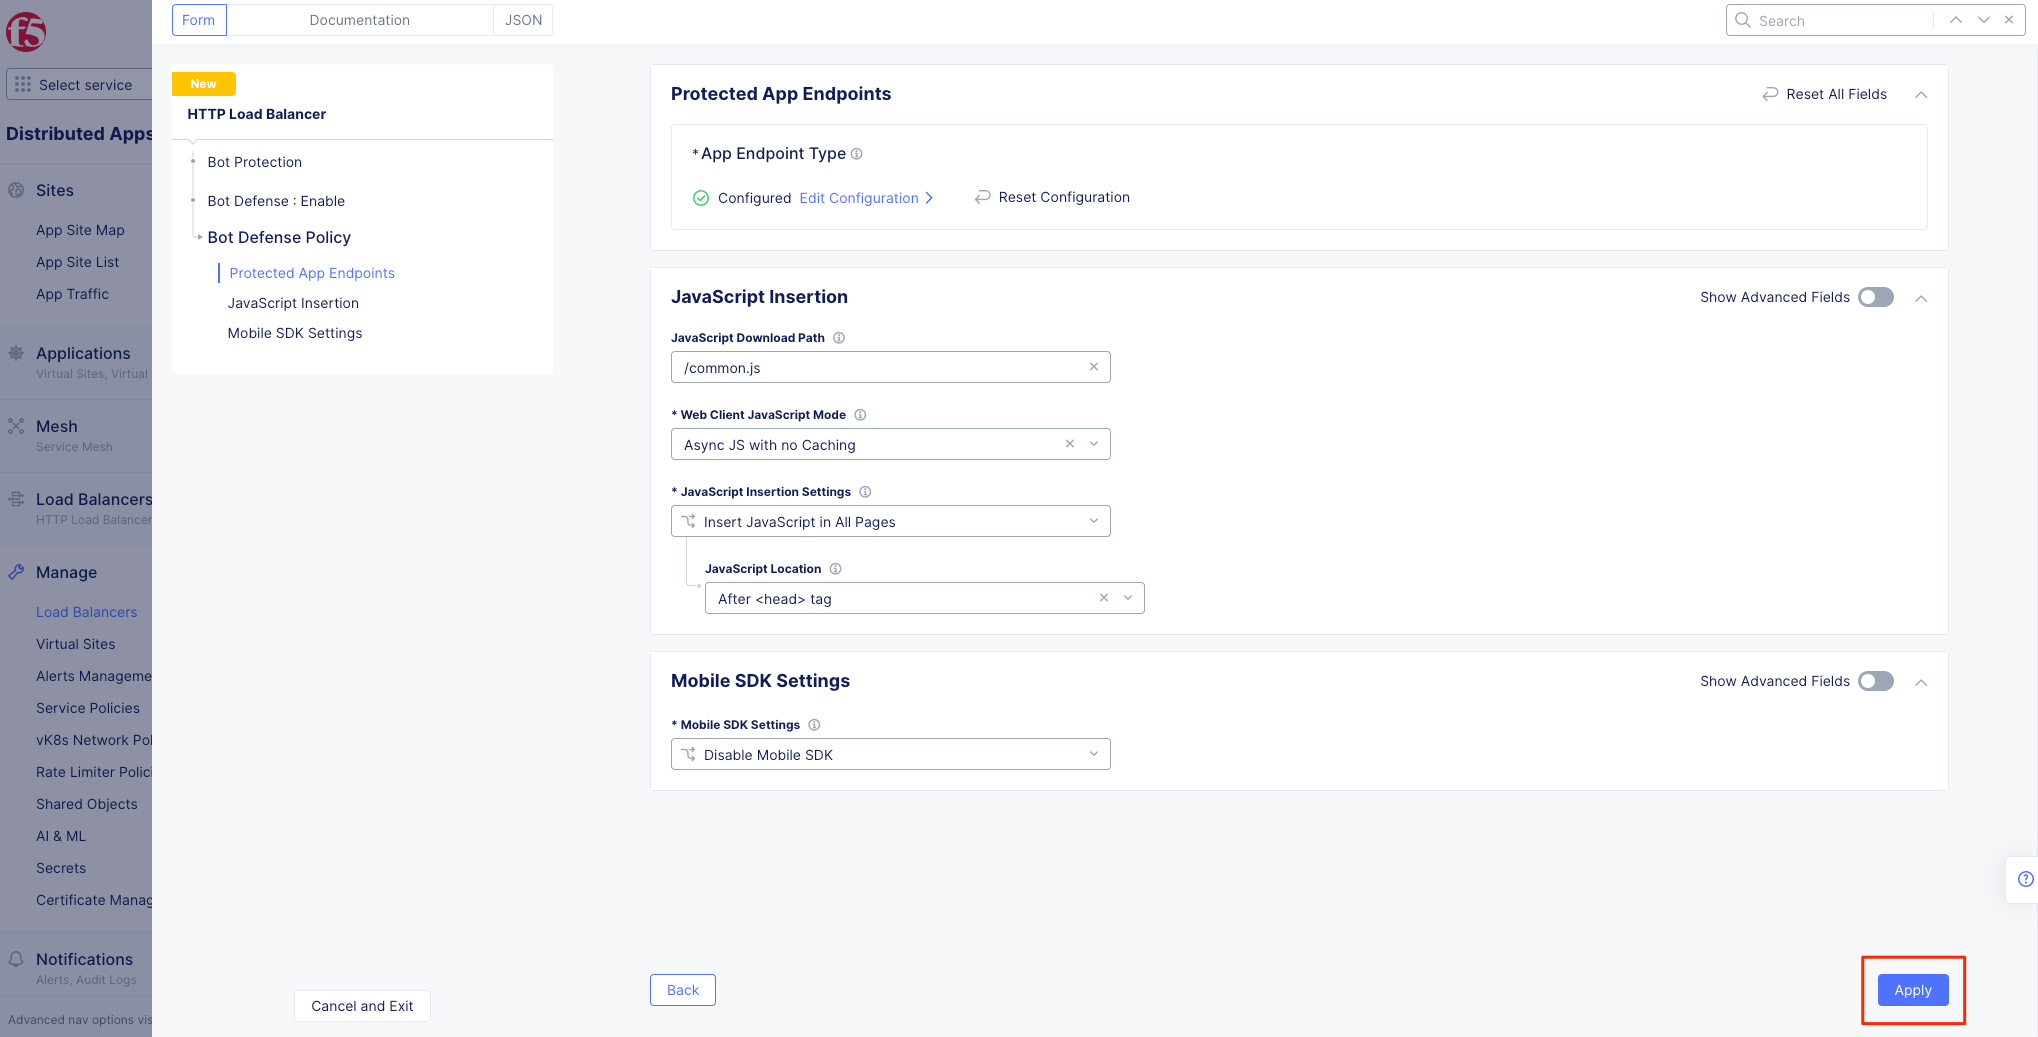 Form
Documentation
JSON
Search
f5
Select service
Distributed Apps
Sites
App Site Map
App Site List
App Traffic
Applications
Virtual Sites, Virtual
Mesh
Service Mesh
Load Balancers
HTTP Load Balancer
Manage
Load Balancers
Virtual Sites
Alerts Manageme
Service Policies
vK8s Network Pol
Rate Limiter Polici
Shared Objects
AI & ML
Secrets
Certificate Manag
Notifications
Alerts, Audit Logs
Advanced nav options vis
New
HTTP Load Balancer
Bot Protection
Bot Defense : Enable
Bot Defense Policy
Protected App Endpoints
JavaScript Insertion
Mobile SDK Settings
Cancel and Exit
Protected App Endpoints
Reset All Fields
* App Endpoint Type
Configured Edit Configuration
Reset Configuration
JavaScript Insertion
Show Advanced Fields
JavaScript Download Path
/common.js
* Web Client JavaScript Mode
Async JS with no Caching
* JavaScript Insertion Settings
Insert JavaScript in All Pages
JavaScript Location
After <head> tag
Mobile SDK Settings
Show Advanced Fields
* Mobile SDK Settings
Disable Mobile SDK
Back
Apply